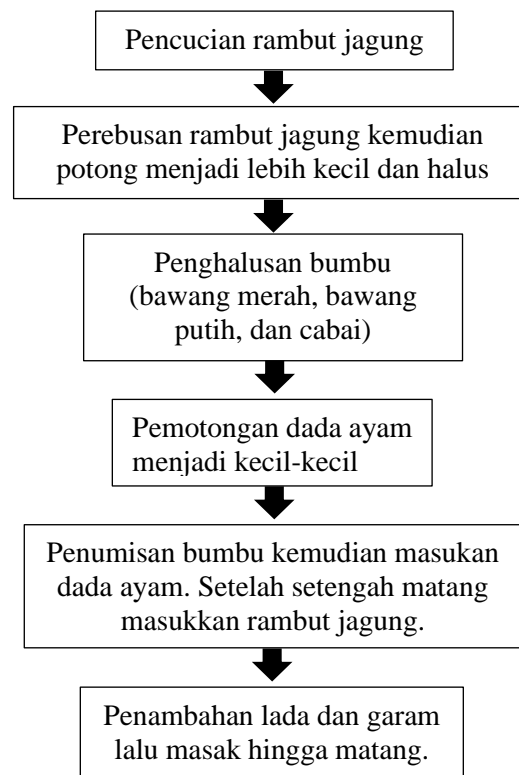 Pencucian rambut jagung
Perebusan rambut jagung kemudian
potong menjadi lebih kecil dan halus
Penghalusan bumbu
(bawang merah, bawang
putih, dan cabai)
Pemotongan dada ayam
menjadi kecil-kecil
Penumisan bumbu kemudian masukan
dada ayam. Setelah setengah matang
masukkan rambut jagung.
Penambahan lada dan garam
lalu masak hingga matang.